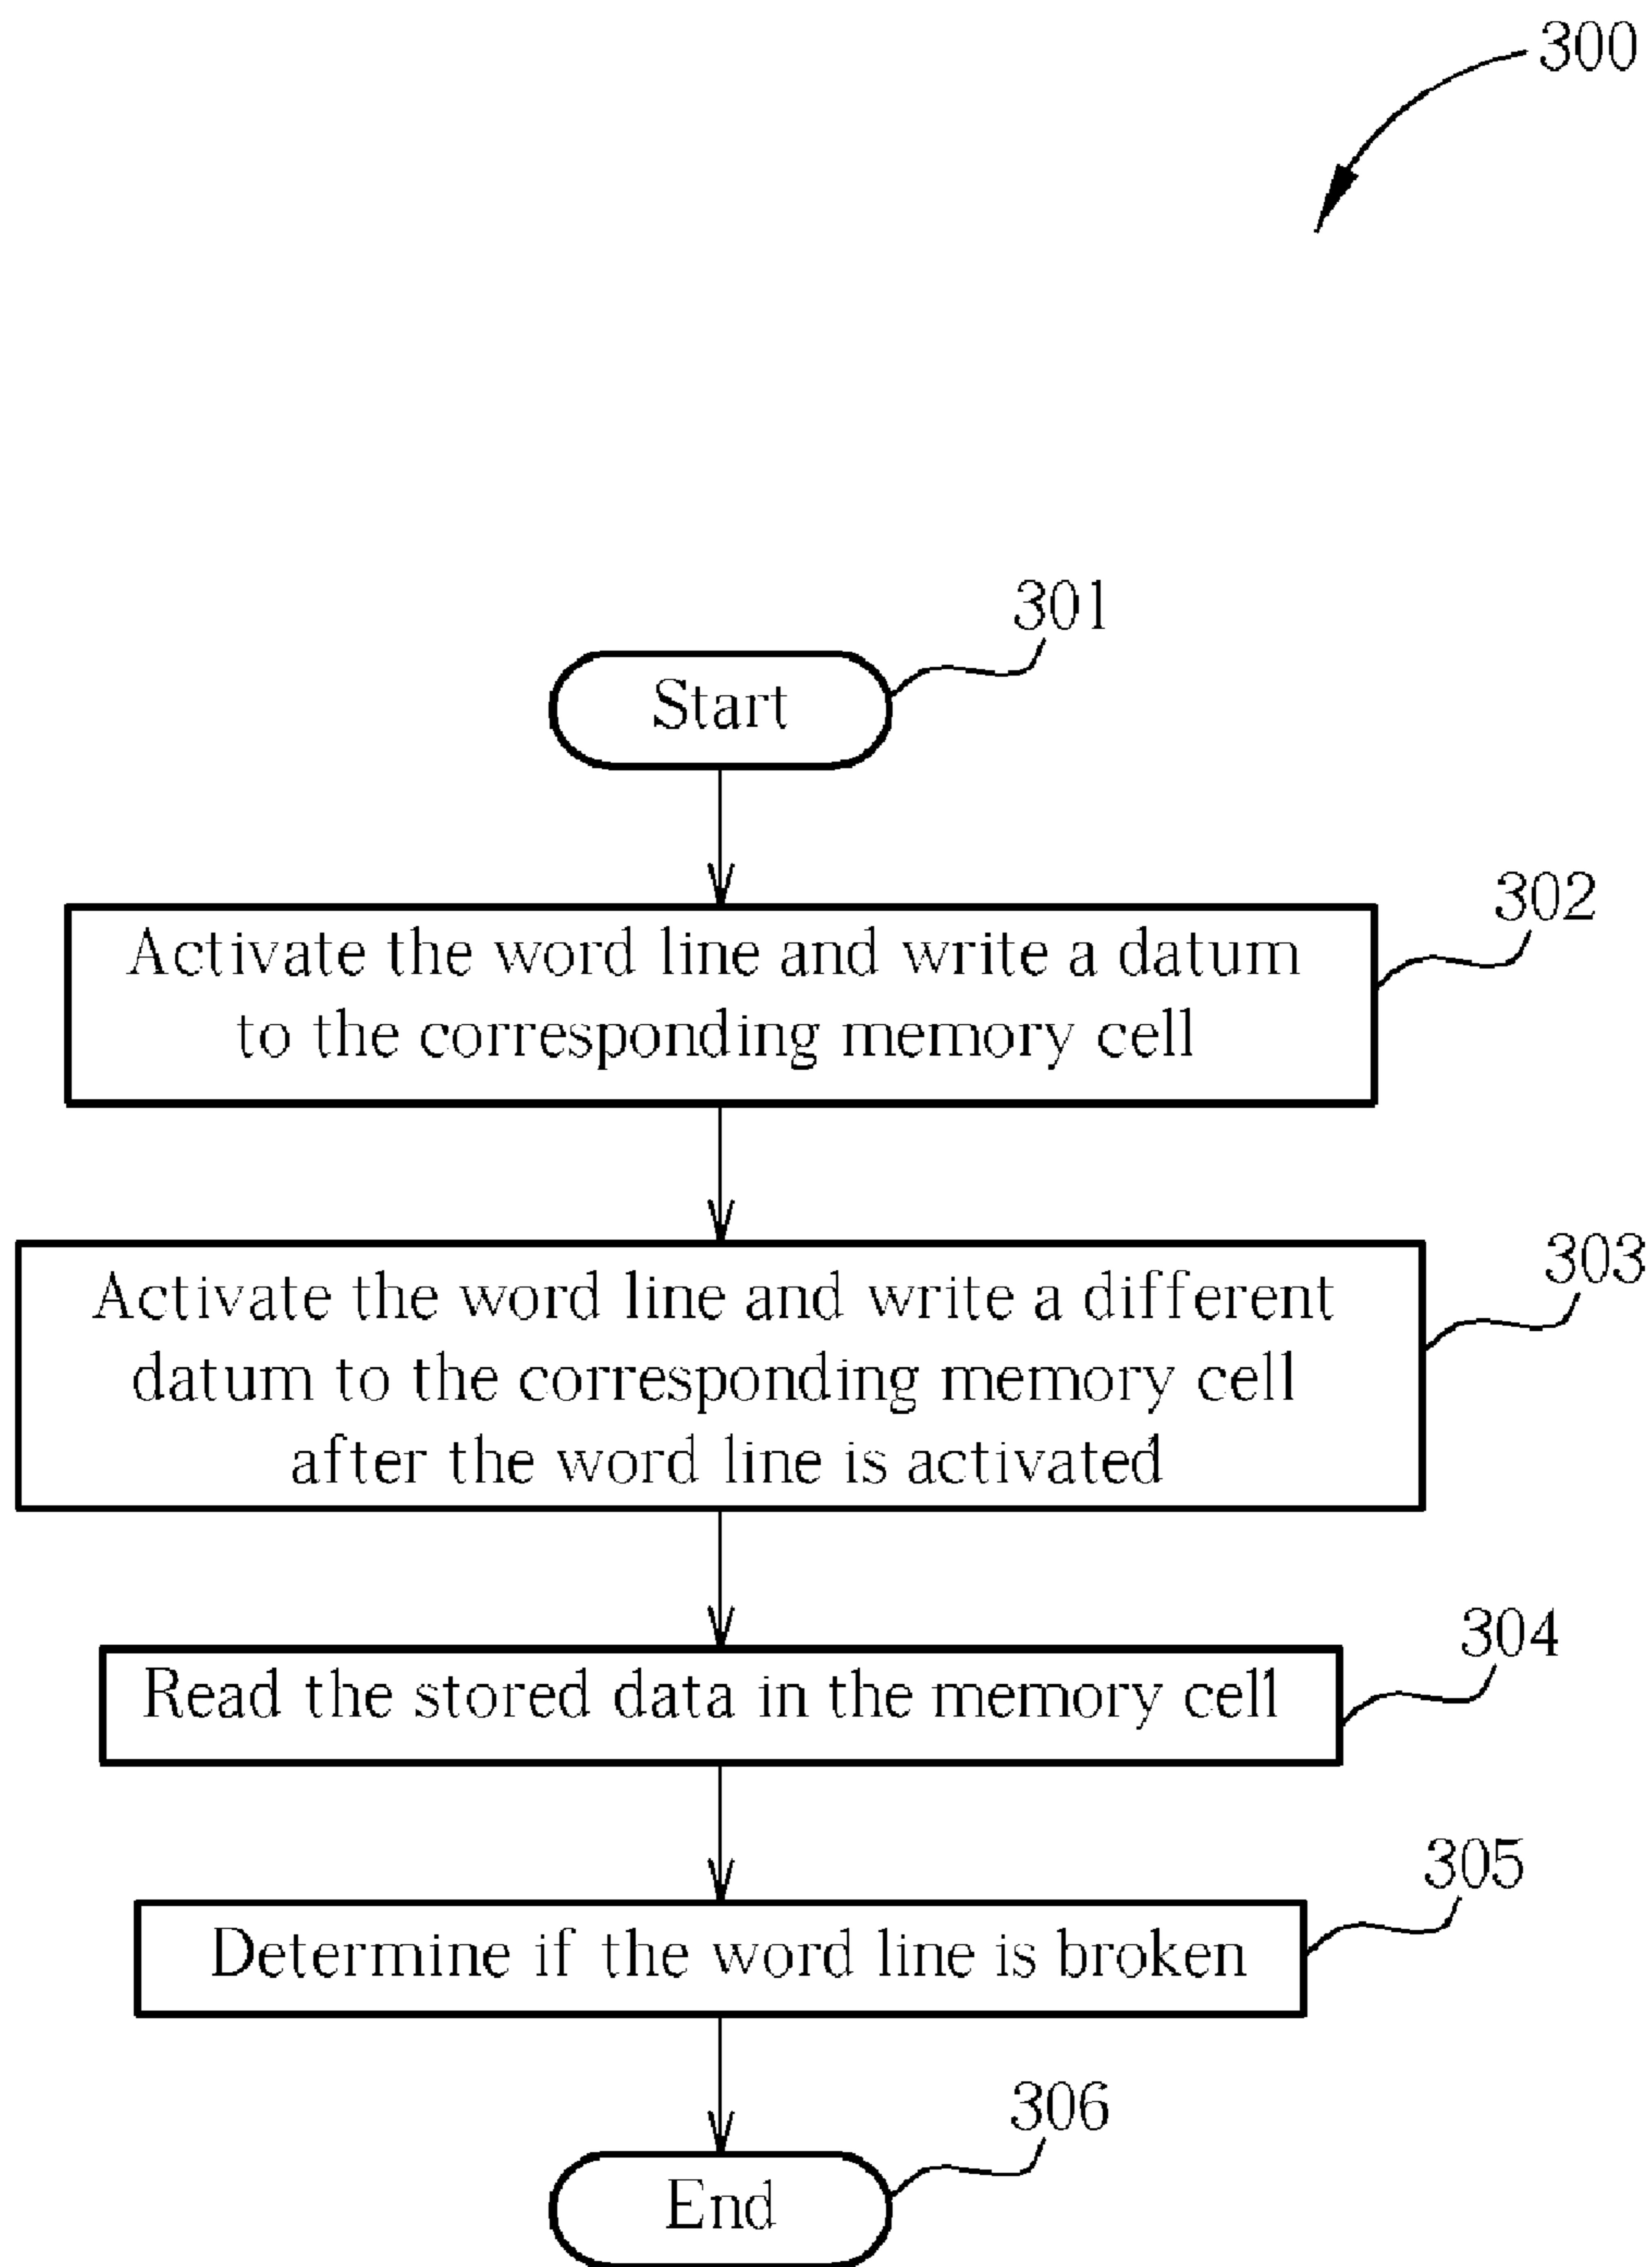 300
301
Start
302
Activate the word line and write a datum
to the corresponding memory cell
303
Activate the word line and write a different
datum to the corresponding memory cell
after the word line is activated
304
Read the stored data in the memory cell
305
Determine if the word line is broken
306
End